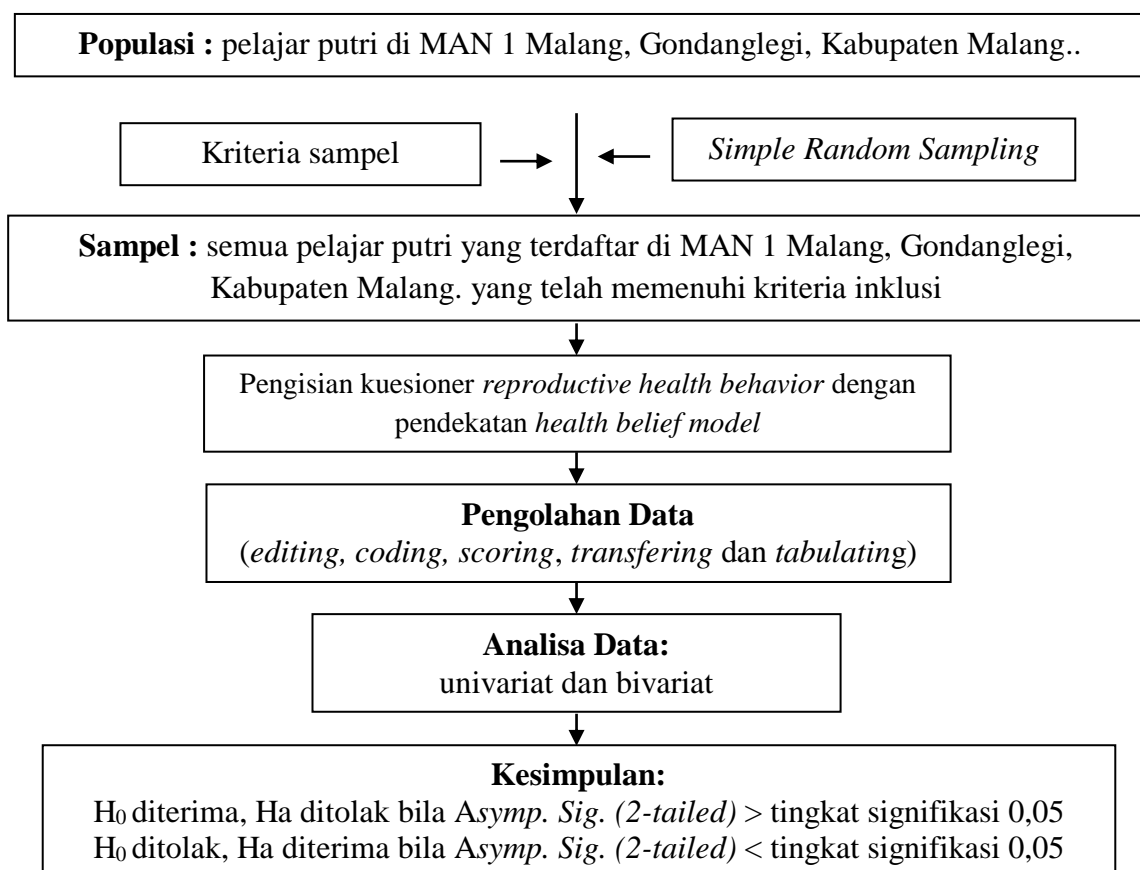 Populasi : pelajar putri di MAN 1 Malang, Gondanglegi, Kabupaten Malang..
Kriteria sampel
Simple Random Sampling
Sampel : semua pelajar putri yang terdaftar di MAN 1 Malang, Gondanglegi,
Kabupaten Malang. yang telah memenuhi kriteria inklusi
Pengisian kuesioner reproductive health behavior dengan
pendekatan health belief model
Pengolahan Data
(editing, coding, scoring, transfering dan tabulating)
Analisa Data:
univariat dan bivariat
Kesimpulan:
H0 diterima, Ha ditolak bila Asymp. Sig. (2-tailed) > tingkat signifikasi 0,05
H0 ditolak, Ha diterima bila Asymp. Sig. (2-tailed) < tingkat signifikasi 0,05